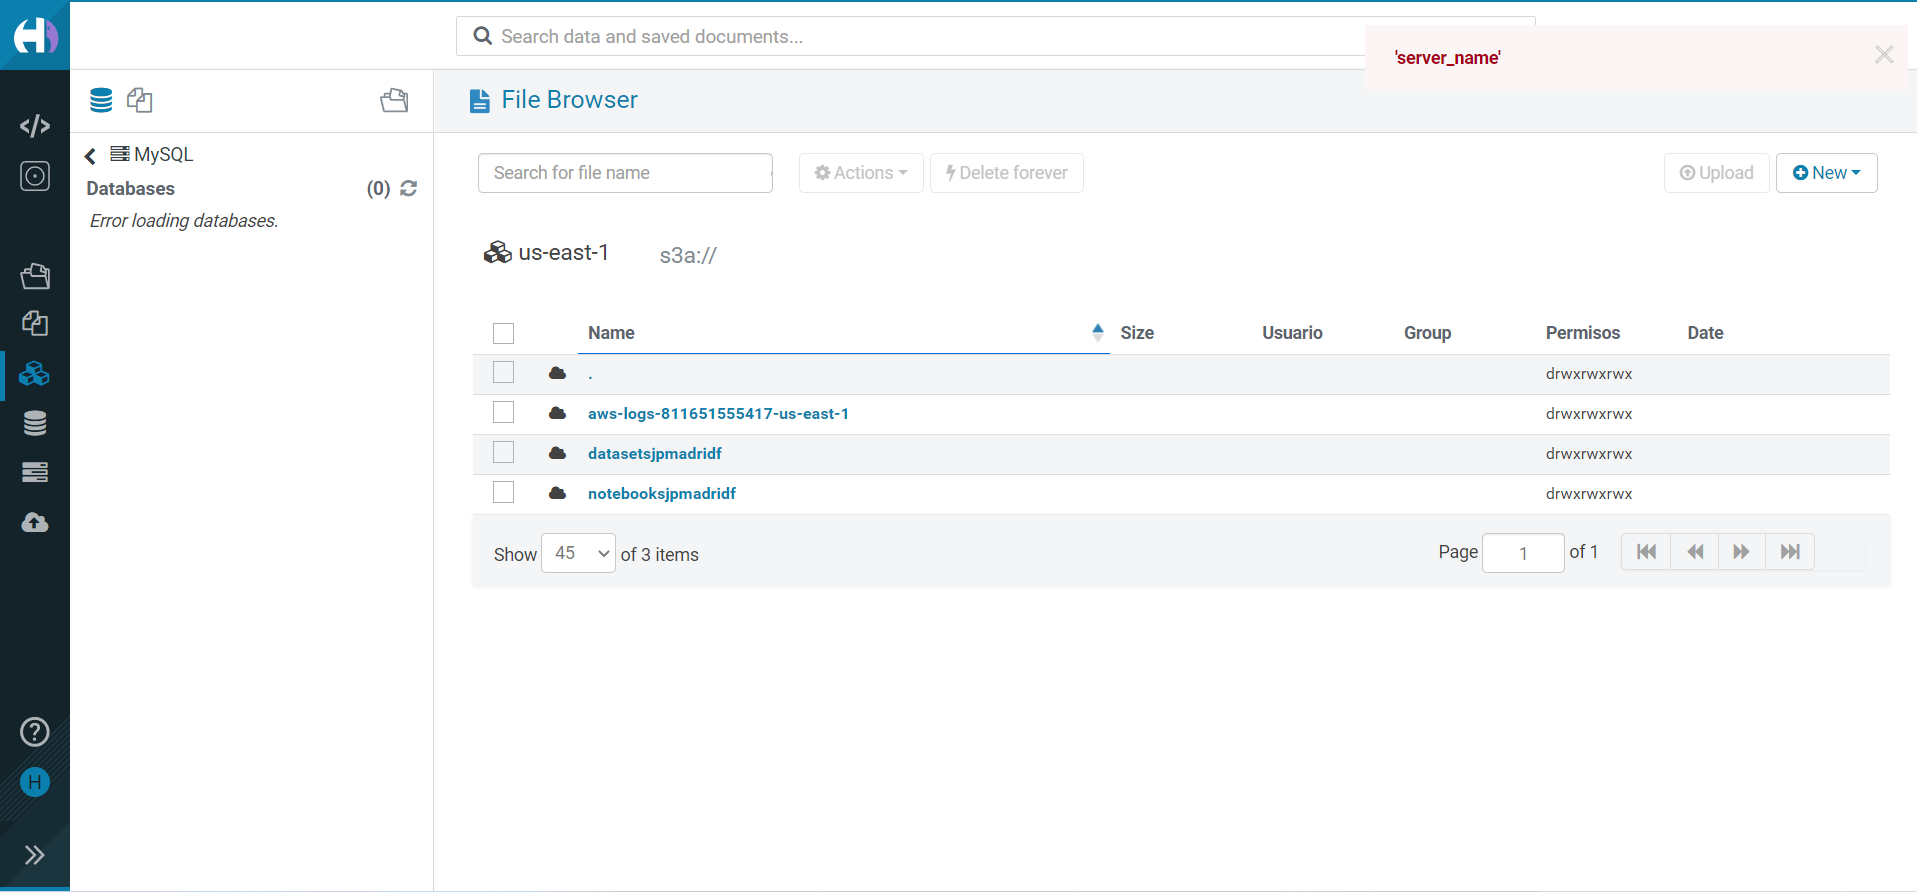 Search data and saved documents...
'server_name'
File Browser
MySQL
Databases (0)
Error loading databases.
Search for file name
Actions
Delete forever
Upload
New
us-east-1 s3a://
Name Size Usuario Group Permisos Date
. drwxrwxrwx
aws-logs-811651555417-us-east-1 drwxrwxrwx
datasetsjpmadridf drwxrwxrwx
notebooksjpmadridf drwxrwxrwx
Show 45 of 3 items
Page 1 of 1
H